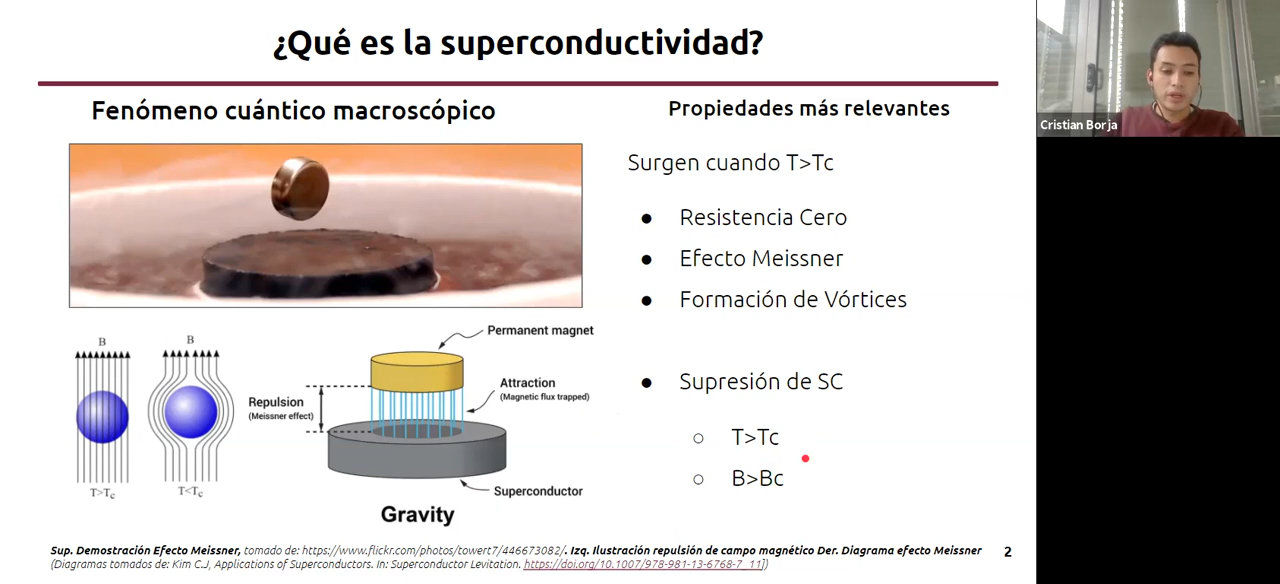 ¿Qué es la superconductividad?
Fenómeno cuántico macroscópico
Propiedades más relevantes
Surgen cuando T>Tc
● Resistencia Cero
● Efecto Meissner
● Formación de Vórtices
● Supresión de SC
○ T>Tc
○ B>Bc
B
T>Tc
B
T<Tc
Permanent magnet
Attraction
(Magnetic flux trapped)
Repulsion
(Meissner effect)
Superconductor
Gravity
Sup. Demostración Efecto Meissner, tomado de: https://www.flickr.com/photos/towert7/446673082/. Izq. Ilustración repulsión de campo magnético Der. Diagrama efecto Meissner
(Diagramas tomados de: Kim C.J, Applications of Superconductors. In: Superconductor Levitation. https://doi.org/10.1007/978-981-13-6768-7_11])
2
Cristian Borja